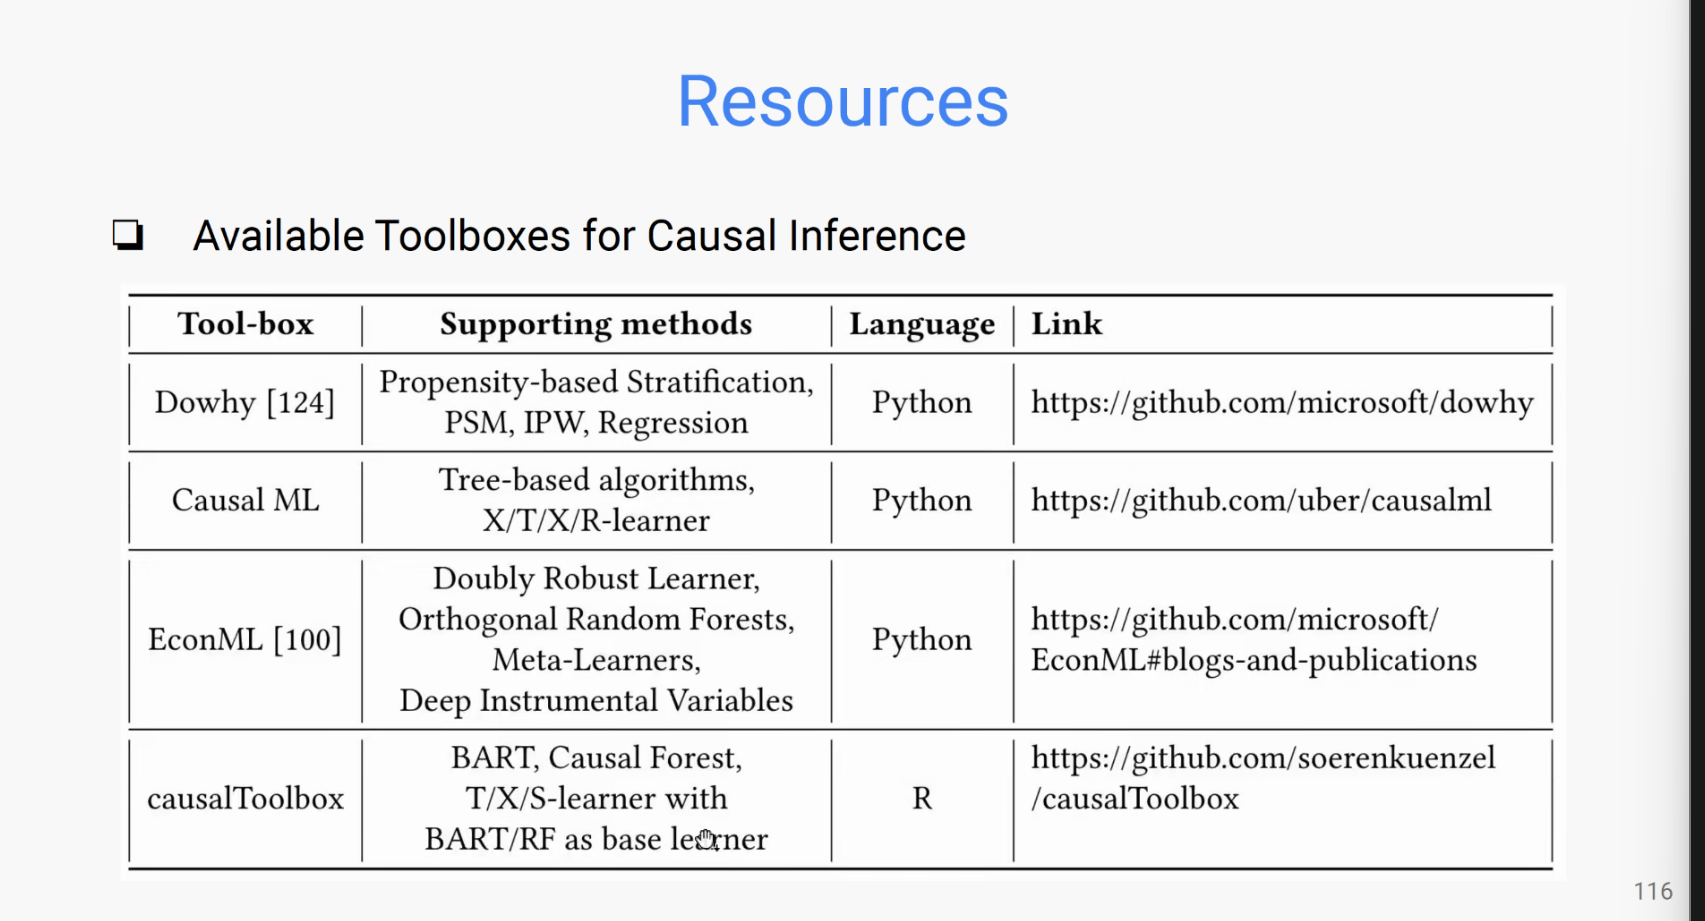 Resources
Available Toolboxes for Causal Inference
Tool-box Supporting methods Language Link
Dowhy [124] Propensity-based Stratification, PSM, IPW, Regression Python https://github.com/microsoft/dowhy
Causal ML Tree-based algorithms, X/T/X/R-learner Python https://github.com/uber/causalml
EconML [100] Doubly Robust Learner, Orthogonal Random Forests, Meta-Learners, Deep Instrumental Variables Python https://github.com/microsoft/EconML#blogs-and-publications
causalToolbox BART, Causal Forest, T/X/S-learner with BART/RF as base learner R https://github.com/soerenkuenzel/causalToolbox
116